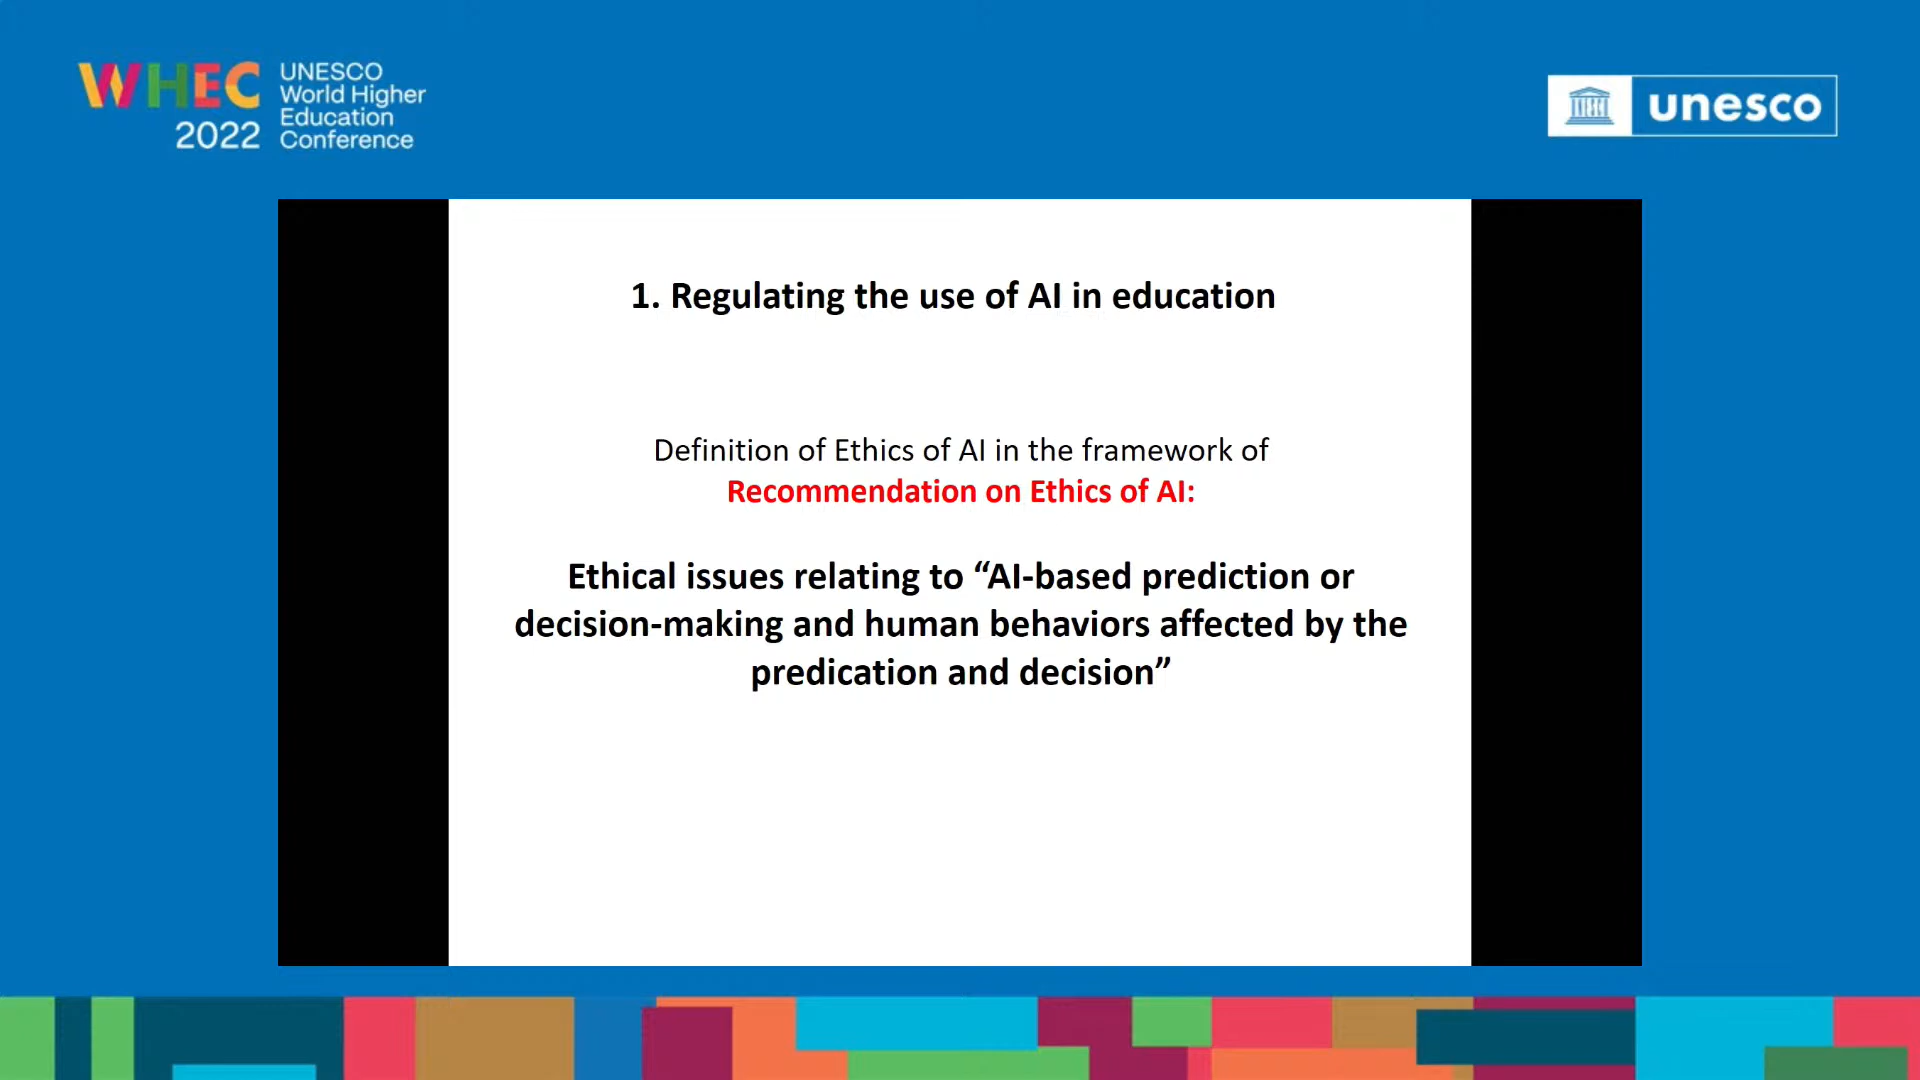 WHEC
2022
UNESCO
World Higher
Education
Conference
UNESCO
unesco
1. Regulating the use of AI in education
Definition of Ethics of AI in the framework of
Recommendation on Ethics of AI:
Ethical issues relating to “AI-based prediction or
decision-making and human behaviors affected by the
predication and decision”